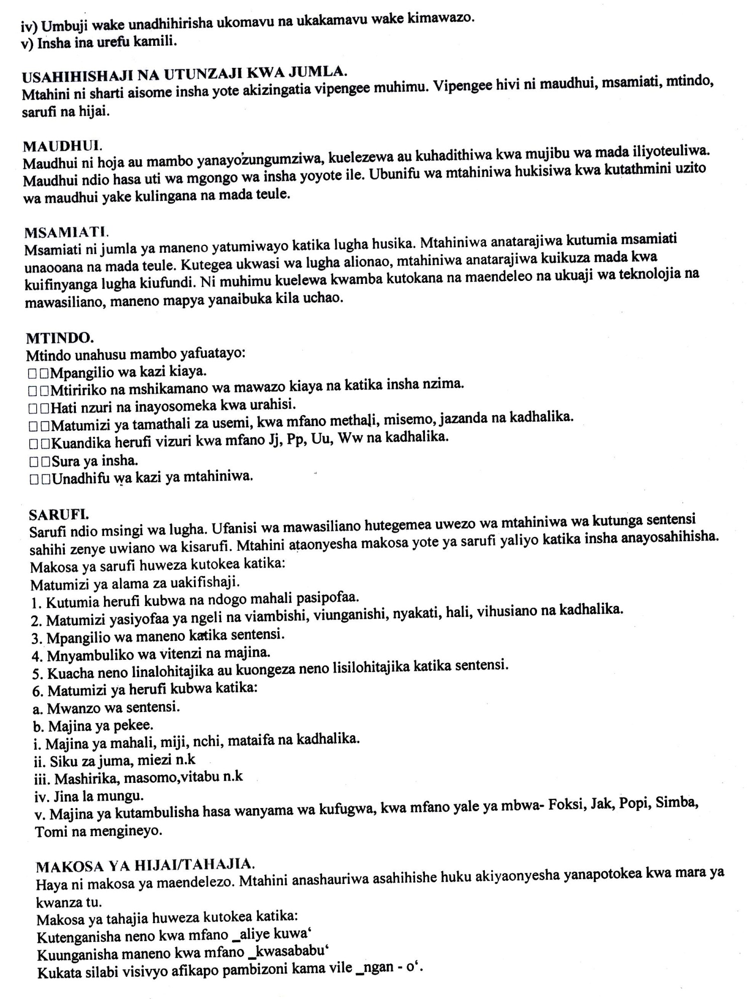 iv) Umbuji wake unadhihirisha ukomavu na ukakamavu wake kimawazo.
v) Insha ina urefu kamili.
USAHIHISHAJI NA UTUNZAJI KWA JUMLA.
Mtahini ni sharti aisome insha yote akizingatia vipengee muhimu. Vipengee hivi ni maudhui, msamiati, mtindo,
sarufi na hijai.
MAUDHUI.
Maudhui ni hoja au mambo yanayozungumziwa, kuelezewa au kuhadithiwa kwa mujibu wa mada iliyoteuliwa.
Maudhui ndio hasa uti wa mgongo wa insha yoyote ile. Ubunifu wa mtahiniwa hukisiwa kwa kutathmini uzito
wa maudhui yake kulingana na mada teule.
MSAMIATI.
Msamiati ni jumla ya maneno yatumiwayo katika lugha husika. Mtahiniwa anatarajiwa kutumia msamiati
unaooana na mada teule. Kutegea ukwasi wa lugha alionao, mtahiniwa anatarajiwa kuikuza mada kwa
kuifinyanga lugha kiufundi. Ni muhimu kuelewa kwamba kutokana na maendeleo na ukuaji wa teknolojia na
mawasiliano, maneno mapya yanaibuka kila uchao.
MTINDO.
Mtindo unahusu mambo yafuatayo:
□□Mpangilio wa kazi kiaya.
□□Mtiririko na mshikamano wa mawazo kiaya na katika insha nzima.
□□Hati nzuri na inayosomeka kwa urahisi.
□□Matumizi ya tamathali za usemi, kwa mfano methali, misemo, jazanda na kadhalika.
□□Kuandika herufi vizuri kwa mfano Jj, Pp, Uu, Ww na kadhalika.
□□Sura ya insha.
□□Unadhifu wa kazi ya mtahiniwa.
SARUFI.
Sarufi ndio msingi wa lugha. Ufanisi wa mawasiliano hutegemea uwezo wa mtahiniwa wa kutunga sentensi
sahihi zenye uwiano wa kisarufi. Mtahini ataonyesha makosa yote ya sarufi yaliyo katika insha anayosahihisha.
Makosa ya sarufi huweza kutokea katika:
Matumizi ya alama za uakifishaji.
1. Kutumia herufi kubwa na ndogo mahali pasipofaa.
2. Matumizi yasiyofaa ya ngeli na viambishi, viunganishi, nyakati, hali, vihusiano na kadhalika.
3. Mpangilio wa maneno katika sentensi.
4. Mnyambuliko wa vitenzi na majina.
5. Kuacha neno linalohitajika au kuongeza neno lisilohitajika katika sentensi.
6. Matumizi ya herufi kubwa katika:
a. Mwanzo wa sentensi.
b. Majina ya pekee.
i. Majina ya mahali, miji, nchi, mataifa na kadhalika.
ii. Siku za juma, miezi n.k
iii. Mashirika, masomo,vitabu n.k
iv. Jina la mungu.
v. Majina ya kutambulisha hasa wanyama wa kufugwa, kwa mfano yale ya mbwa- Foksi, Jak, Popi, Simba,
Tomi na mengineyo.
MAKOSA YA HIJAI/TAHAJIA.
Haya ni makosa ya maendelezo. Mtahini anashauriwa asahihishe huku akiyaonyesha yanapotokea kwa mara ya
kwanza tu.
Makosa ya tahajia huweza kutokea katika:
Kutenganisha neno kwa mfano _aliye kuwa‘
Kuunganisha maneno kwa mfano _kwasababu‘
Kukata silabi visivyo afikapo pambizoni kama vile _ngan - o‘.